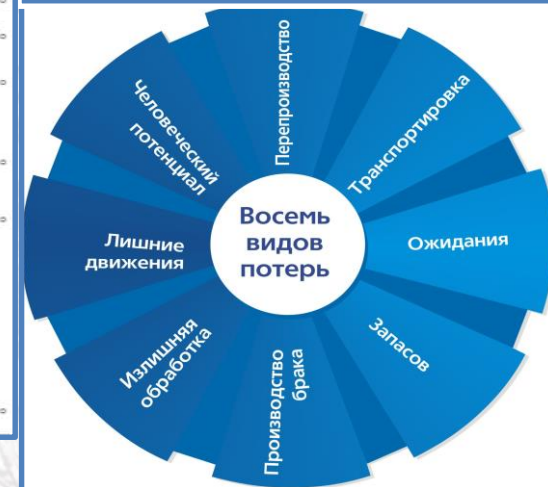 Восемь
видов
потерь
Перепроизводство
Транспортировка
Ожидания
Запасов
Производство
брака
Излишняя
обработка
Лишние
движения
Человеческий
потенциал